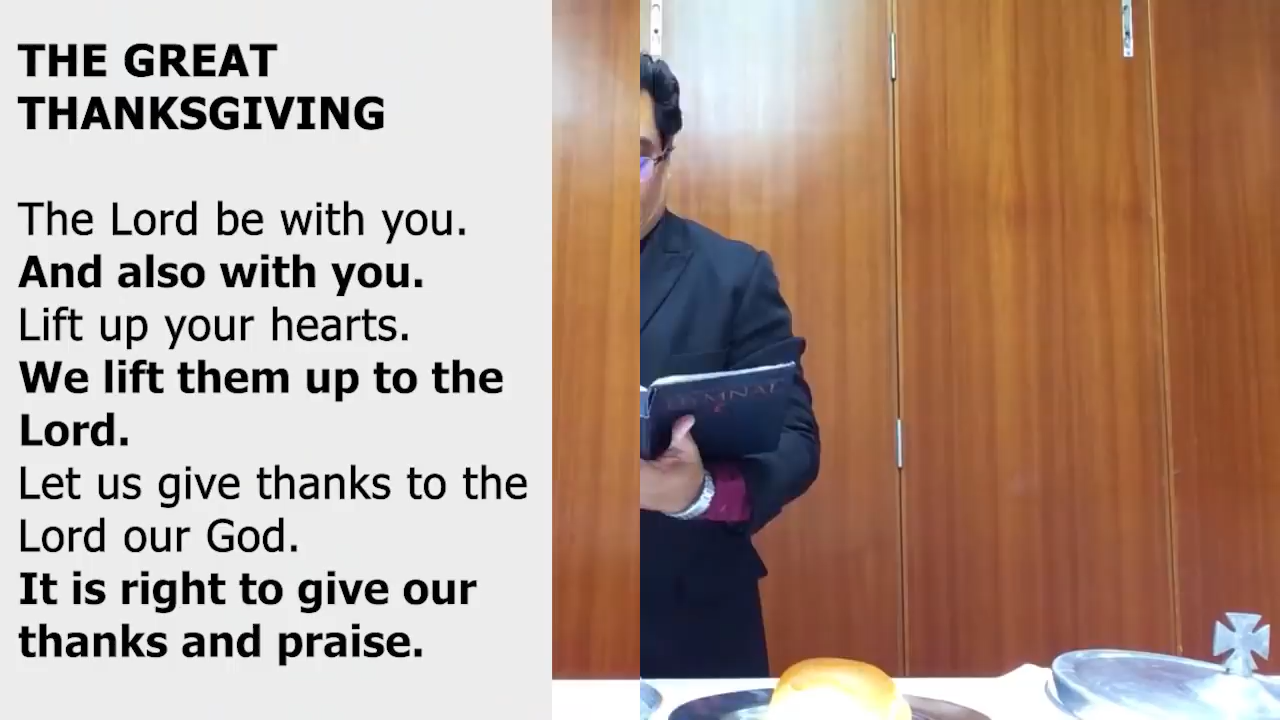 THE GREAT
THANKSGIVING
The Lord be with you.
And also with you.
Lift up your hearts.
We lift them up to the
Lord.
Let us give thanks to the
Lord our God.
It is right to give our
thanks and praise.
HYMNAL